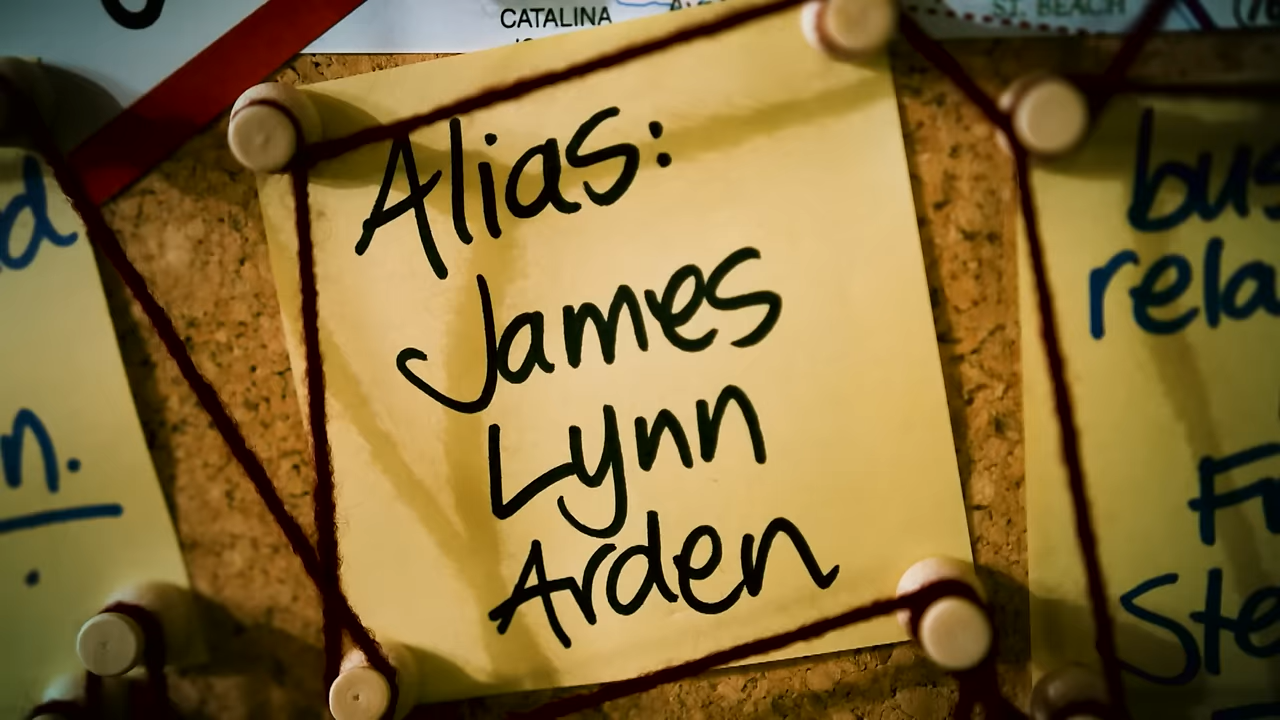 CATALINA
ST. BEACH
Alias:
James
Lynn
Arden
n.
bus
rela
Ste